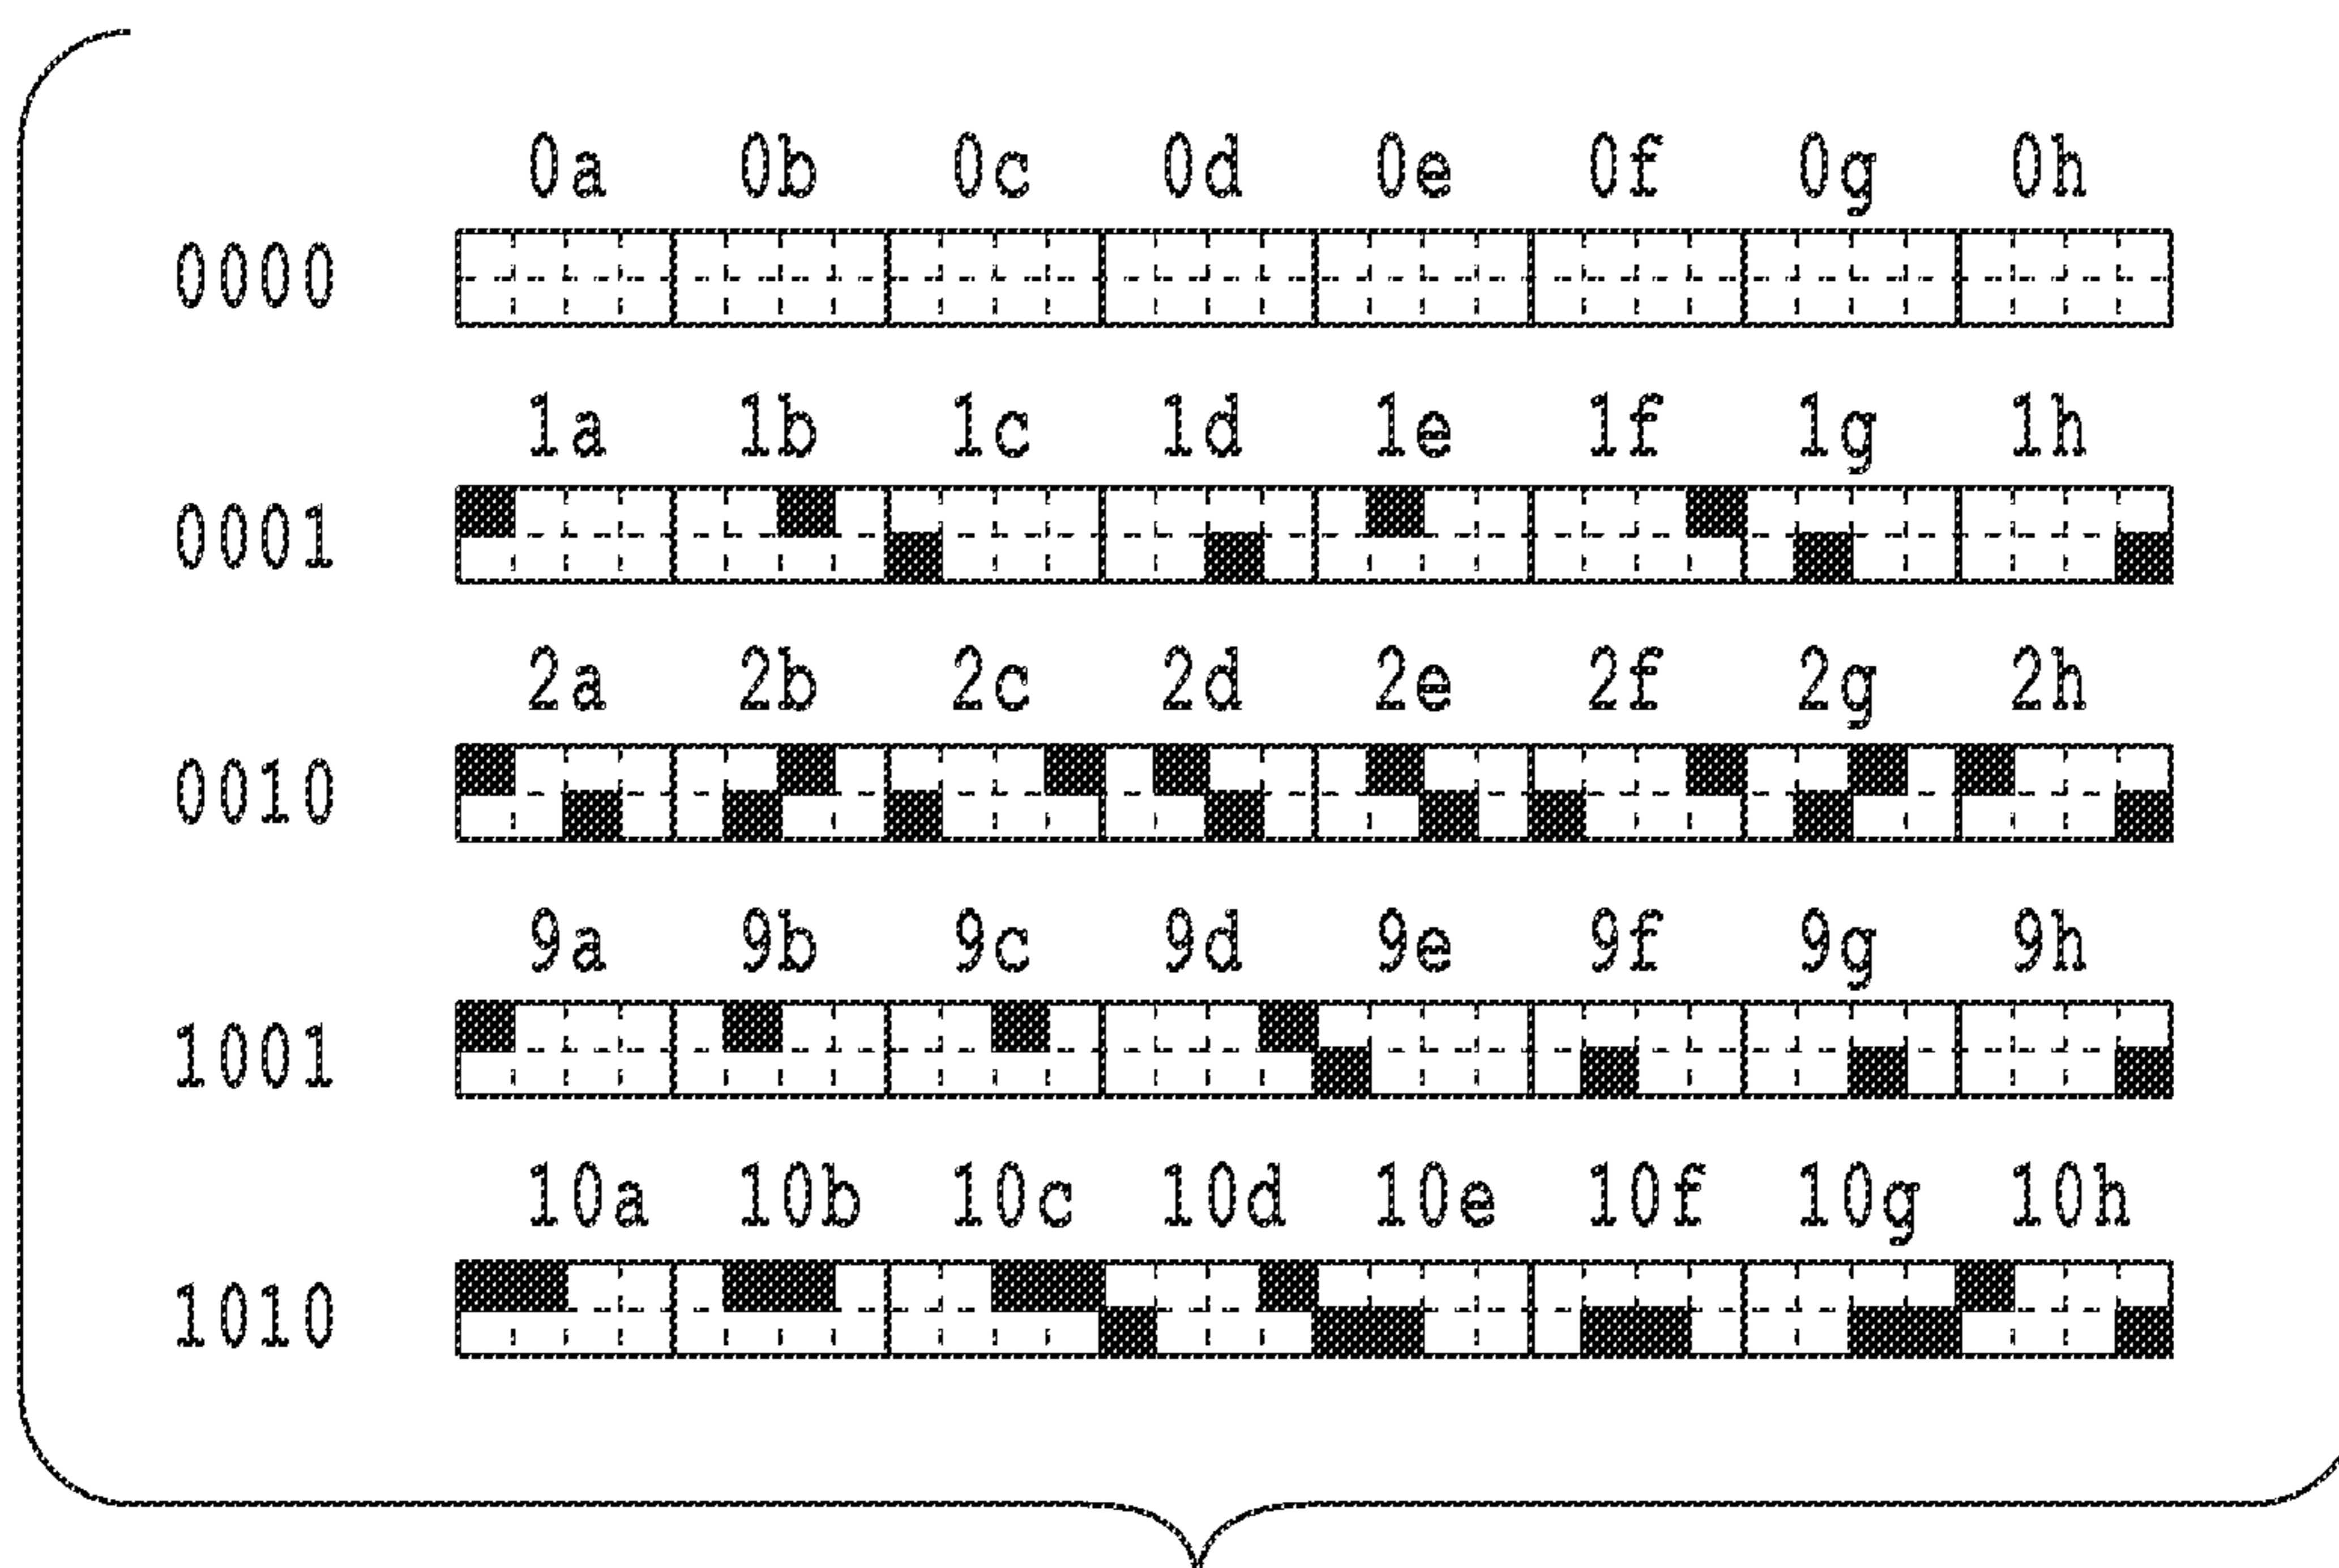 0a 0b 0c 0d 0e 0f 0g 0h
0000
1a 1b 1c 1d 1e 1f 1g 1h
0001
2a 2b 2c 2d 2e 2f 2g 2h
0010
9a 9b 9c 9d 9e 9f 9g 9h
1001
10a 10b 10c 10d 10e 10f 10g 10h
1010